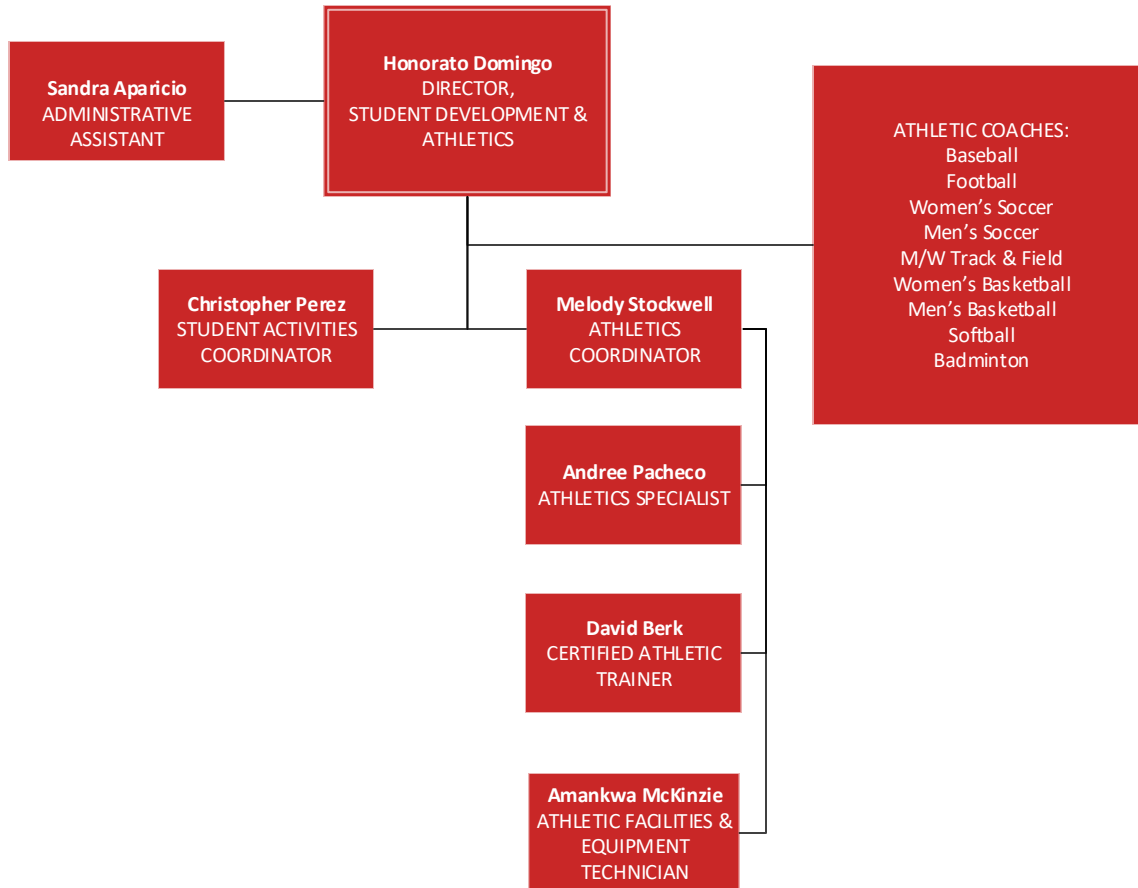 Sandra Aparicio
ADMINISTRATIVE
ASSISTANT
Honorato Domingo
DIRECTOR,
STUDENT DEVELOPMENT &
ATHLETICS
ATHLETIC COACHES:
Baseball
Football
Women’s Soccer
Men’s Soccer
M/W Track & Field
Women’s Basketball
Men’s Basketball
Softball
Badminton
Christopher Perez
STUDENT ACTIVITIES
COORDINATOR
Melody Stockwell
ATHLETICS
COORDINATOR
Andree Pacheco
ATHLETICS SPECIALIST
David Berk
CERTIFIED ATHLETIC
TRAINER
Amankwa McKinzie
ATHLETIC FACILITIES &
EQUIPMENT
TECHNICIAN